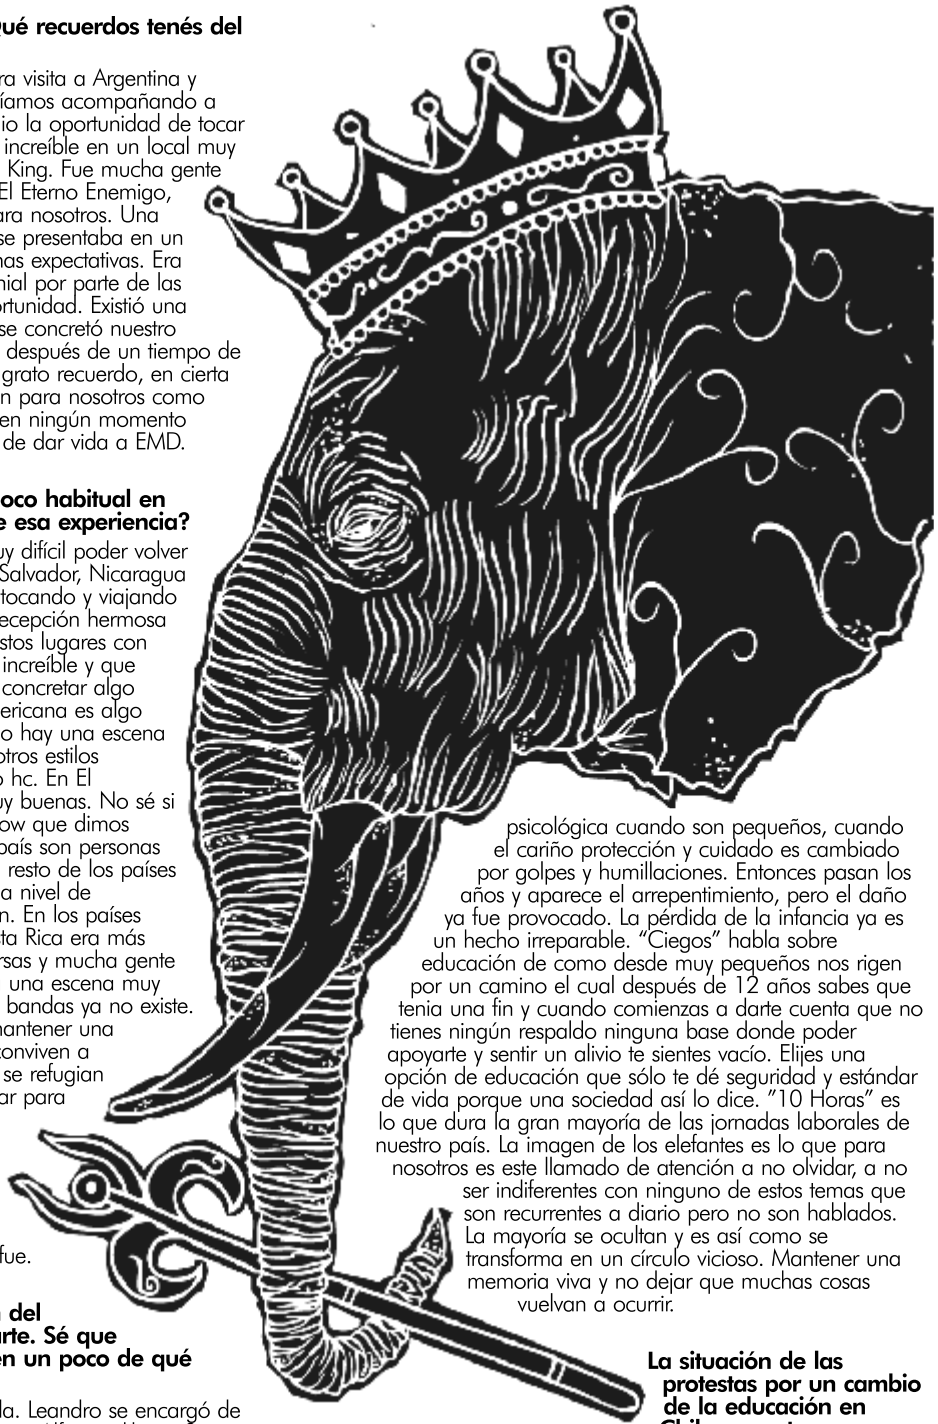 ué recuerdos tenés del
ra visita a Argentina y
íamos acompañando a
io la oportunidad de tocar
increíble en un local muy
King. Fue mucha gente
El Eterno Enemigo,
ara nosotros. Una
se presentaba en un
nas expectativas. Era
nial por parte de las
ortunidad. Existió una
se concretó nuestro
después de un tiempo de
grato recuerdo, en cierta
n para nosotros como
en ningún momento
de dar vida a EMD.
oco habitual en
e esa experiencia?
uy difícil poder volver
Salvador, Nicaragua
tocando y viajando
ecepción hermosa
stos lugares con
increíble y que
concretar algo
ericana es algo
o hay una escena
otros estilos
o hc. En El
uy buenas. No sé si
ow que dimos
país son personas
resto de los países
a nivel de
n. En los países
sta Rica era más
rsas y mucha gente
una escena muy
bandas ya no existe.
mantener una
conviven a
se refugian
ar para
fue.
n del
arte. Sé que
en un poco de qué
da. Leandro se encargó de
psicológica cuando son pequeños, cuando
el cariño protección y cuidado es cambiado
por golpes y humillaciones. Entonces pasan los
años y aparece el arrepentimiento, pero el daño
ya fue provocado. La pérdida de la infancia ya es
un hecho irreparable. “Ciegos” habla sobre
educación de como desde muy pequeños nos rigen
por un camino el cual después de 12 años sabes que
tenia una fin y cuando comienzas a darte cuenta que no
tienes ningún respaldo ninguna base donde poder
apoyarte y sentir un alivio te sientes vacío. Elijes una
opción de educación que sólo te dé seguridad y estándar
de vida porque una sociedad así lo dice. ”10 Horas” es
lo que dura la gran mayoría de las jornadas laborales de
nuestro país. La imagen de los elefantes es lo que para
nosotros es este llamado de atención a no olvidar, a no
ser indiferentes con ninguno de estos temas que
son recurrentes a diario pero no son hablados.
La mayoría se ocultan y es así como se
transforma en un círculo vicioso. Mantener una
memoria viva y no dejar que muchas cosas
vuelvan a ocurrir.
La situación de las
protestas por un cambio
de la educación en